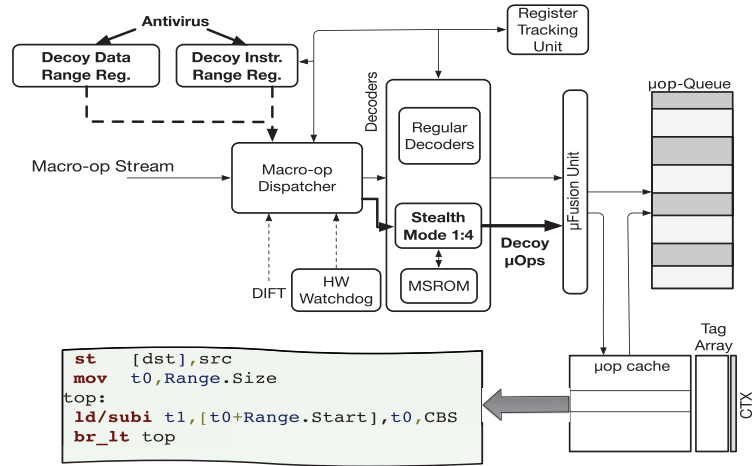 Antivirus
Decoy Data
Range Reg.
Decoy Instr.
Range Reg.
Register
Tracking
Unit
Decoders
Regular
Decoders
µop-Queue
Macro-op Stream
Macro-op
Dispatcher
µFusion Unit
Stealth
Mode 1:4
Decoy
µOps
DIFT
HW
Watchdog
MSROM
Tag
Array
µop cache
CTX
st [dst],src
mov t0,Range.Size
top:
ld/subi t1,[t0+Range.Start],t0,CBS
br_lt top